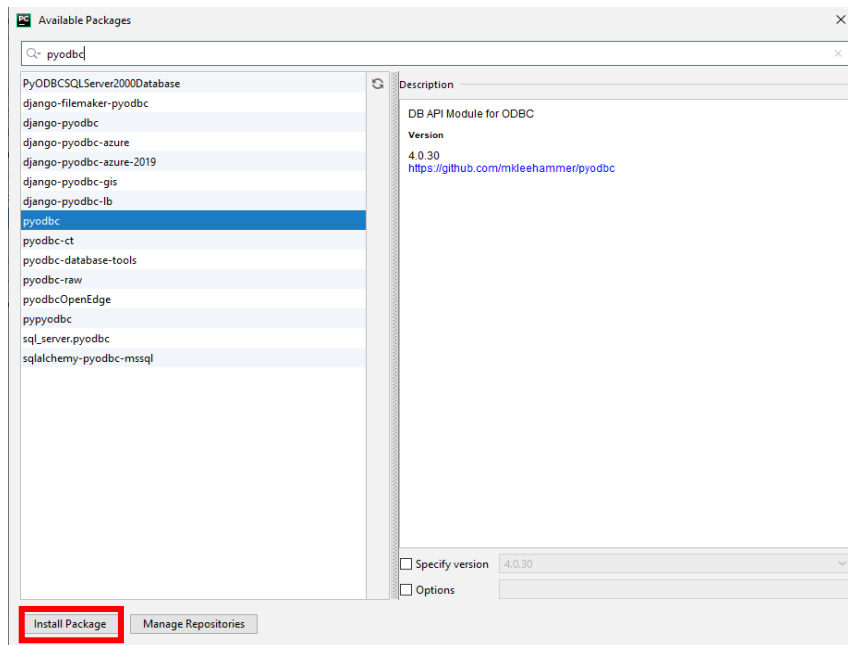 PC Available Packages
pyodbc
PyODBCSQLServer2000Database
django-filemaker-pyodbc
django-pyodbc
django-pyodbc-azure
django-pyodbc-azure-2019
django-pyodbc-gis
django-pyodbc-lb
pyodbc
pyodbc-ct
pyodbc-database-tools
pyodbc-raw
pyodbcOpenEdge
pypyodbc
sql_server.pyodbc
sqlalchemy-pyodbc-mssql
Description
DB API Module for ODBC
Version
4.0.30
https://github.com/mkleehammer/pyodbc
Specify version 4.0.30
Options
Install Package Manage Repositories